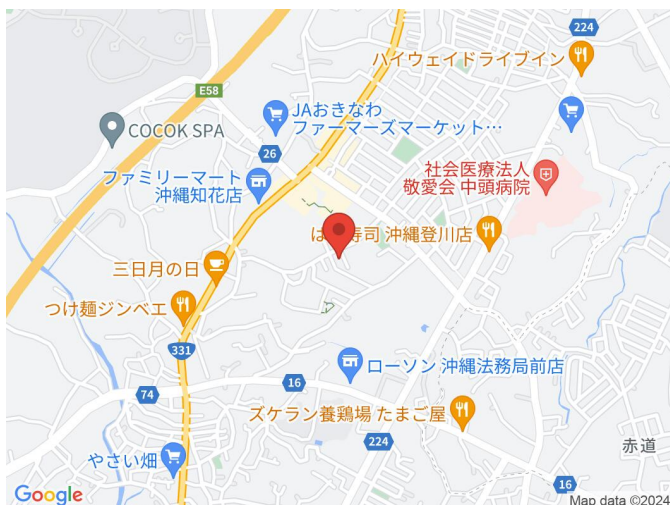 224
ハイウェイドライブイン
E58
JAおきなわ
ファーマーズマーケット…
COCOK SPA
26
ファミリーマート
沖縄知花店
社会医療法人
敬愛会 中頭病院
は 寿司 沖縄登川店
三日月の日
つけ麺ジンベエ
331
ローソン 沖縄法務局前店
16
74
ズケラン養鶏場 たまご屋
224
赤道
やさい畑
16
Google
Map data ©2024